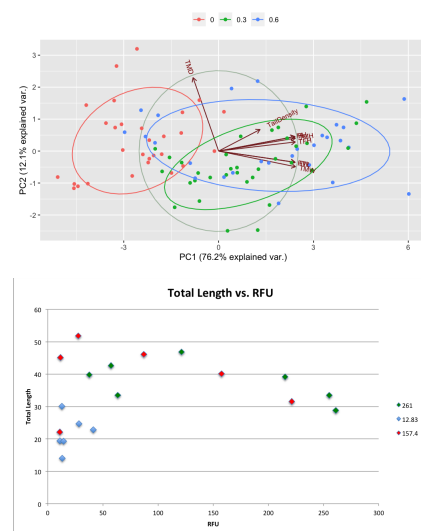 0 0.3 0.6
3
2
1
0
-1
-2
PC2 (12.1% explained var.)
TMD
TailDensity
-3 0 3 6
PC1 (76.2% explained var.)
Total Length vs. RFU
60
50
40
30
20
10
0
Total Length
0 50 100 150 200 250 300
RFU
261
12.83
157.4